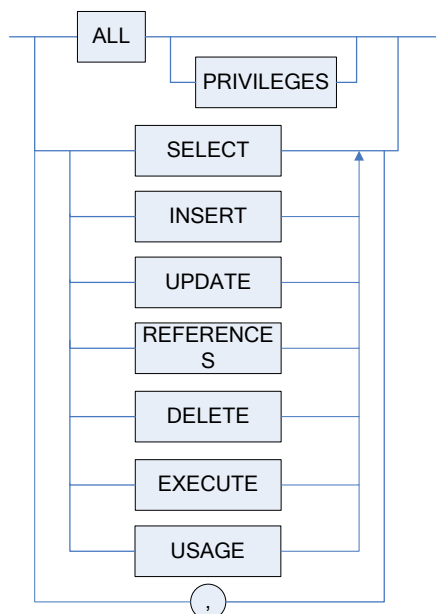 ALL
PRIVILEGES
SELECT
INSERT
UPDATE
REFERENCE
S
DELETE
EXECUTE
USAGE
,